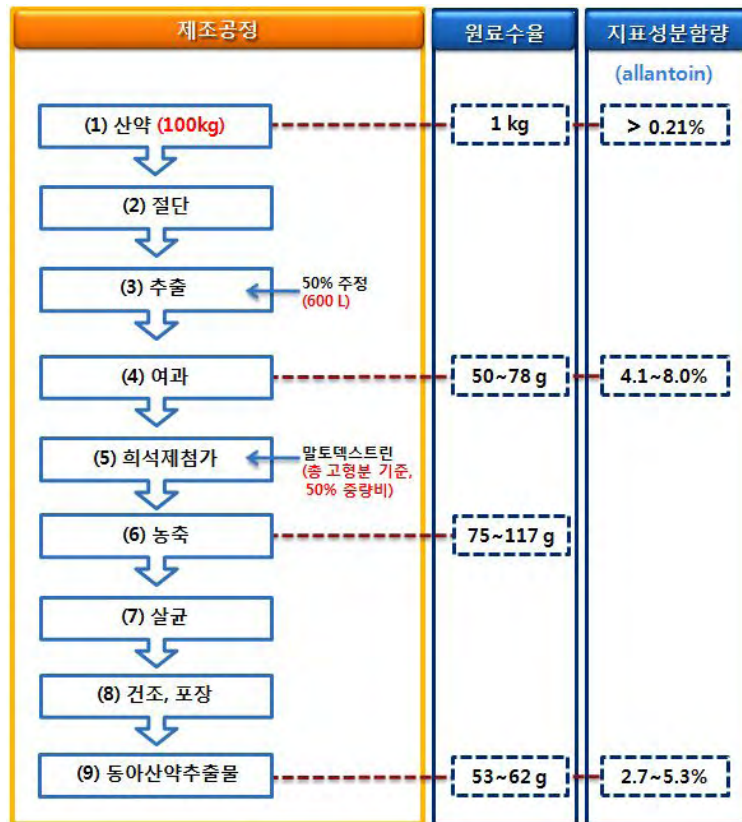 제조공정
원료수율
지표성분함량
(allantoin)
(1) 산약 (100kg)
1 kg
> 0.21%
(2) 절단
(3) 추출
50% 주정
(600 L)
(4) 여과
50~78 g
4.1~8.0%
(5) 희석제첨가
말토덱스트린
(총 고형분 기준,
50% 중량비)
(6) 농축
75~117 g
(7) 살균
(8) 건조, 포장
(9) 동아산약추출물
53~62 g
2.7~5.3%